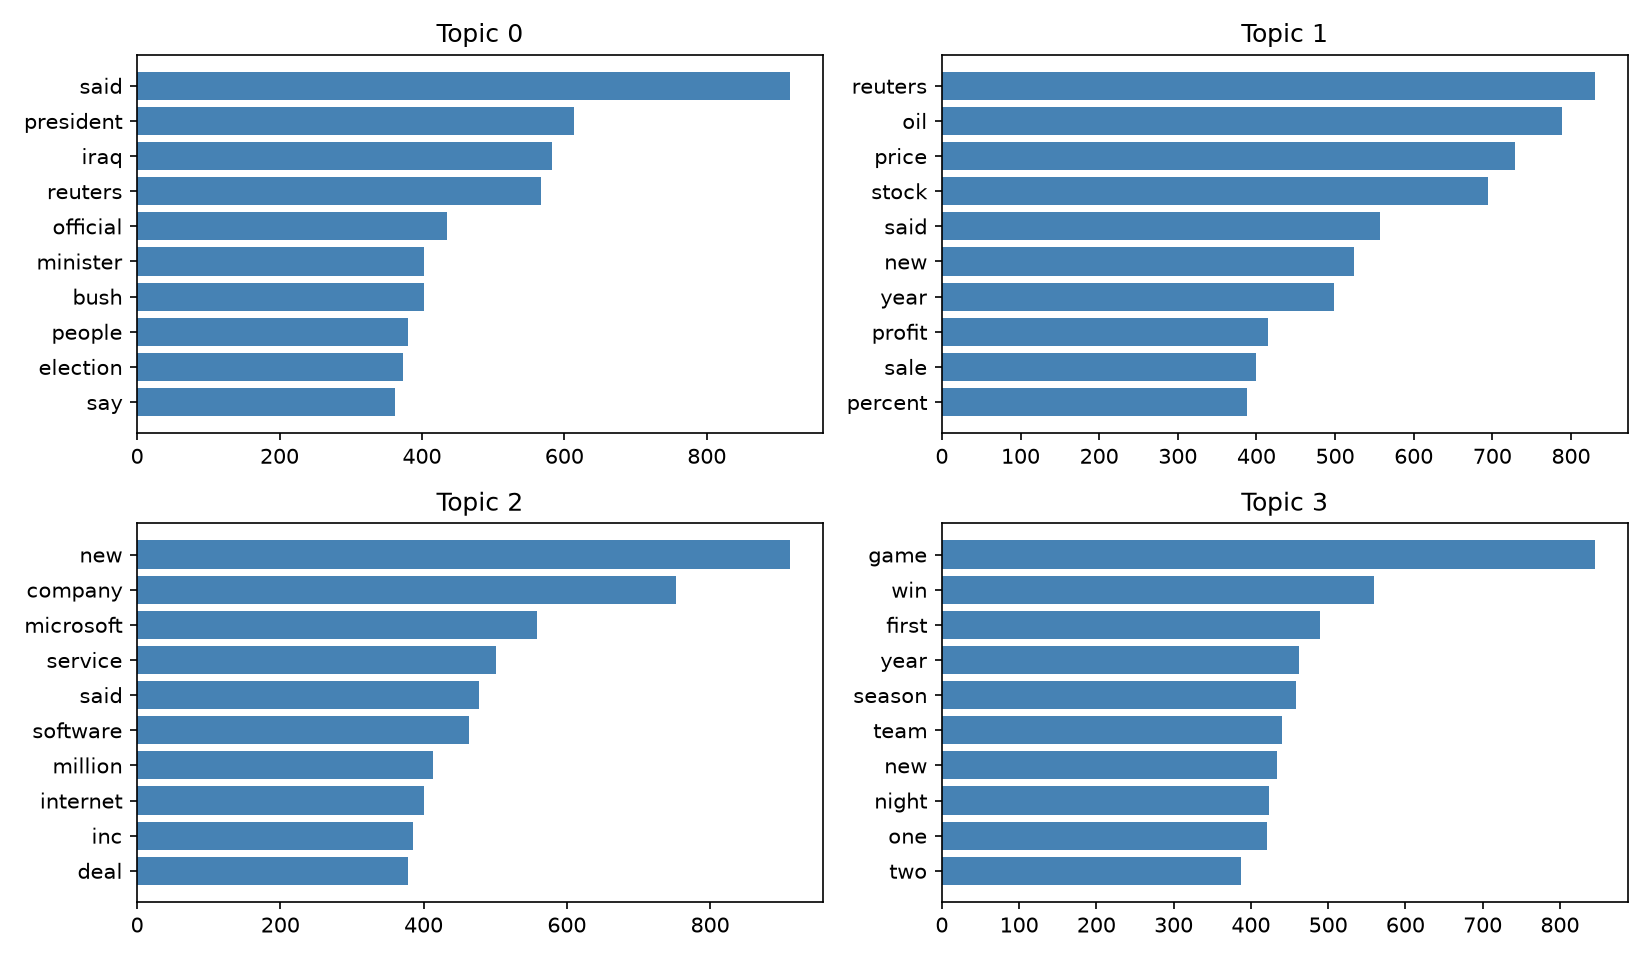 Topic 0
said
president
iraq
reuters
official
minister
bush
people
election
say
0 200 400 600 800
Topic 1
reuters
oil
price
stock
said
new
year
profit
sale
percent
0 100 200 300 400 500 600 700 800
Topic 2
new
company
microsoft
service
said
software
million
internet
inc
deal
0 200 400 600 800
Topic 3
game
win
first
year
season
team
new
night
one
two
0 100 200 300 400 500 600 700 800